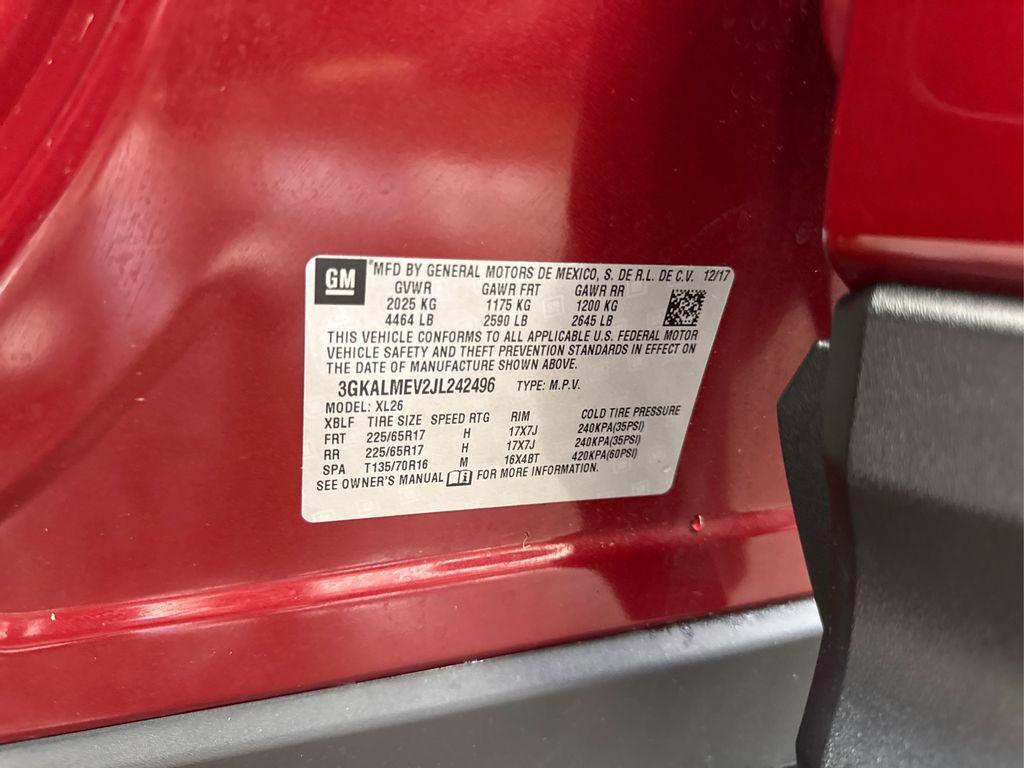 GM
®MFD BY GENERAL MOTORS DE MEXICO, S. DE R.L. DE C.V. 12/17
GVWR GAWR FRT GAWR RR
2025 KG 1175 KG 1200 KG
4464 LB 2590 LB 2645 LB
THIS VEHICLE CONFORMS TO ALL APPLICABLE U.S. FEDERAL MOTOR
VEHICLE SAFETY AND THEFT PREVENTION STANDARDS IN EFFECT ON
THE DATE OF MANUFACTURE SHOWN ABOVE.
3GKALMEV2JL242496 TYPE: M.P.V.
MODEL: XL26
XBLF TIRE SIZE SPEED RTG RIM COLD TIRE PRESSURE
FRT 225/65R17 H 17X7J 240KPA(35PSI)
RR 225/65R17 H 17X7J 240KPA(35PSI)
SPA T135/70R16 M 16X4BT 420KPA(60PSI)
SEE OWNER'S MANUAL FOR MORE INFORMATION.